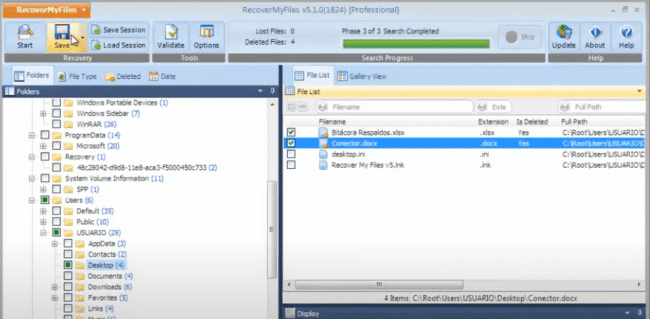 RecoverMyFiles
RecoverMyFiles v5.1.0(1824) [Professional]
Start
Save
Save Session
Load Session
Validate
Options
Lost Files: 0
Deleted Files: 4
Phase 3 of 3 Search Completed
Skip
Update
About
Help
Recovery
Tools
Search Progress
Help
Folders
File Type
Deleted
Date
File List
Gallery View
Folders
File List
Filename
Exte
Full Path
Filename
Extension
Is Deleted
Full Path
Windows Portable Devices (1)
Windows Sidebar (7)
WinRAR (26)
ProgramData (14)
Microsoft (20)
Recovery (1)
48c28042-d9d8-11e8-aca3-f5000450c733 (2)
System Volume Information (11)
SPP (1)
Users (6)
Default (35)
Public (10)
USUARIO (29)
AppData (3)
Contacts (2)
Desktop (4)
Documents (4)
Downloads (6)
Favorites (5)
Links (4)
Bitácora Respaldos.xlsx .xlsx Yes C:\Root\Users\USUARIO\D
Conector.docx .docx Yes C:\Root\Users\USUARIO\D
desktop.ini .ini C:\Root\Users\USUARIO\D
Recover My Files v5.lnk .lnk C:\Root\Users\USUARIO\D
4 Items: C:\Root\Users\USUARIO\Desktop\Conector.docx
Display